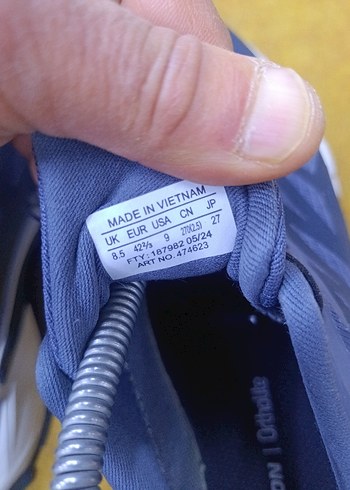 MADE IN VIETNAM
UK EUR USA CN JP
8.5 42⅔ 9 270(2.5) 27
FTY: 187982 05/24
ART NO. 474623
ON | Ortholite